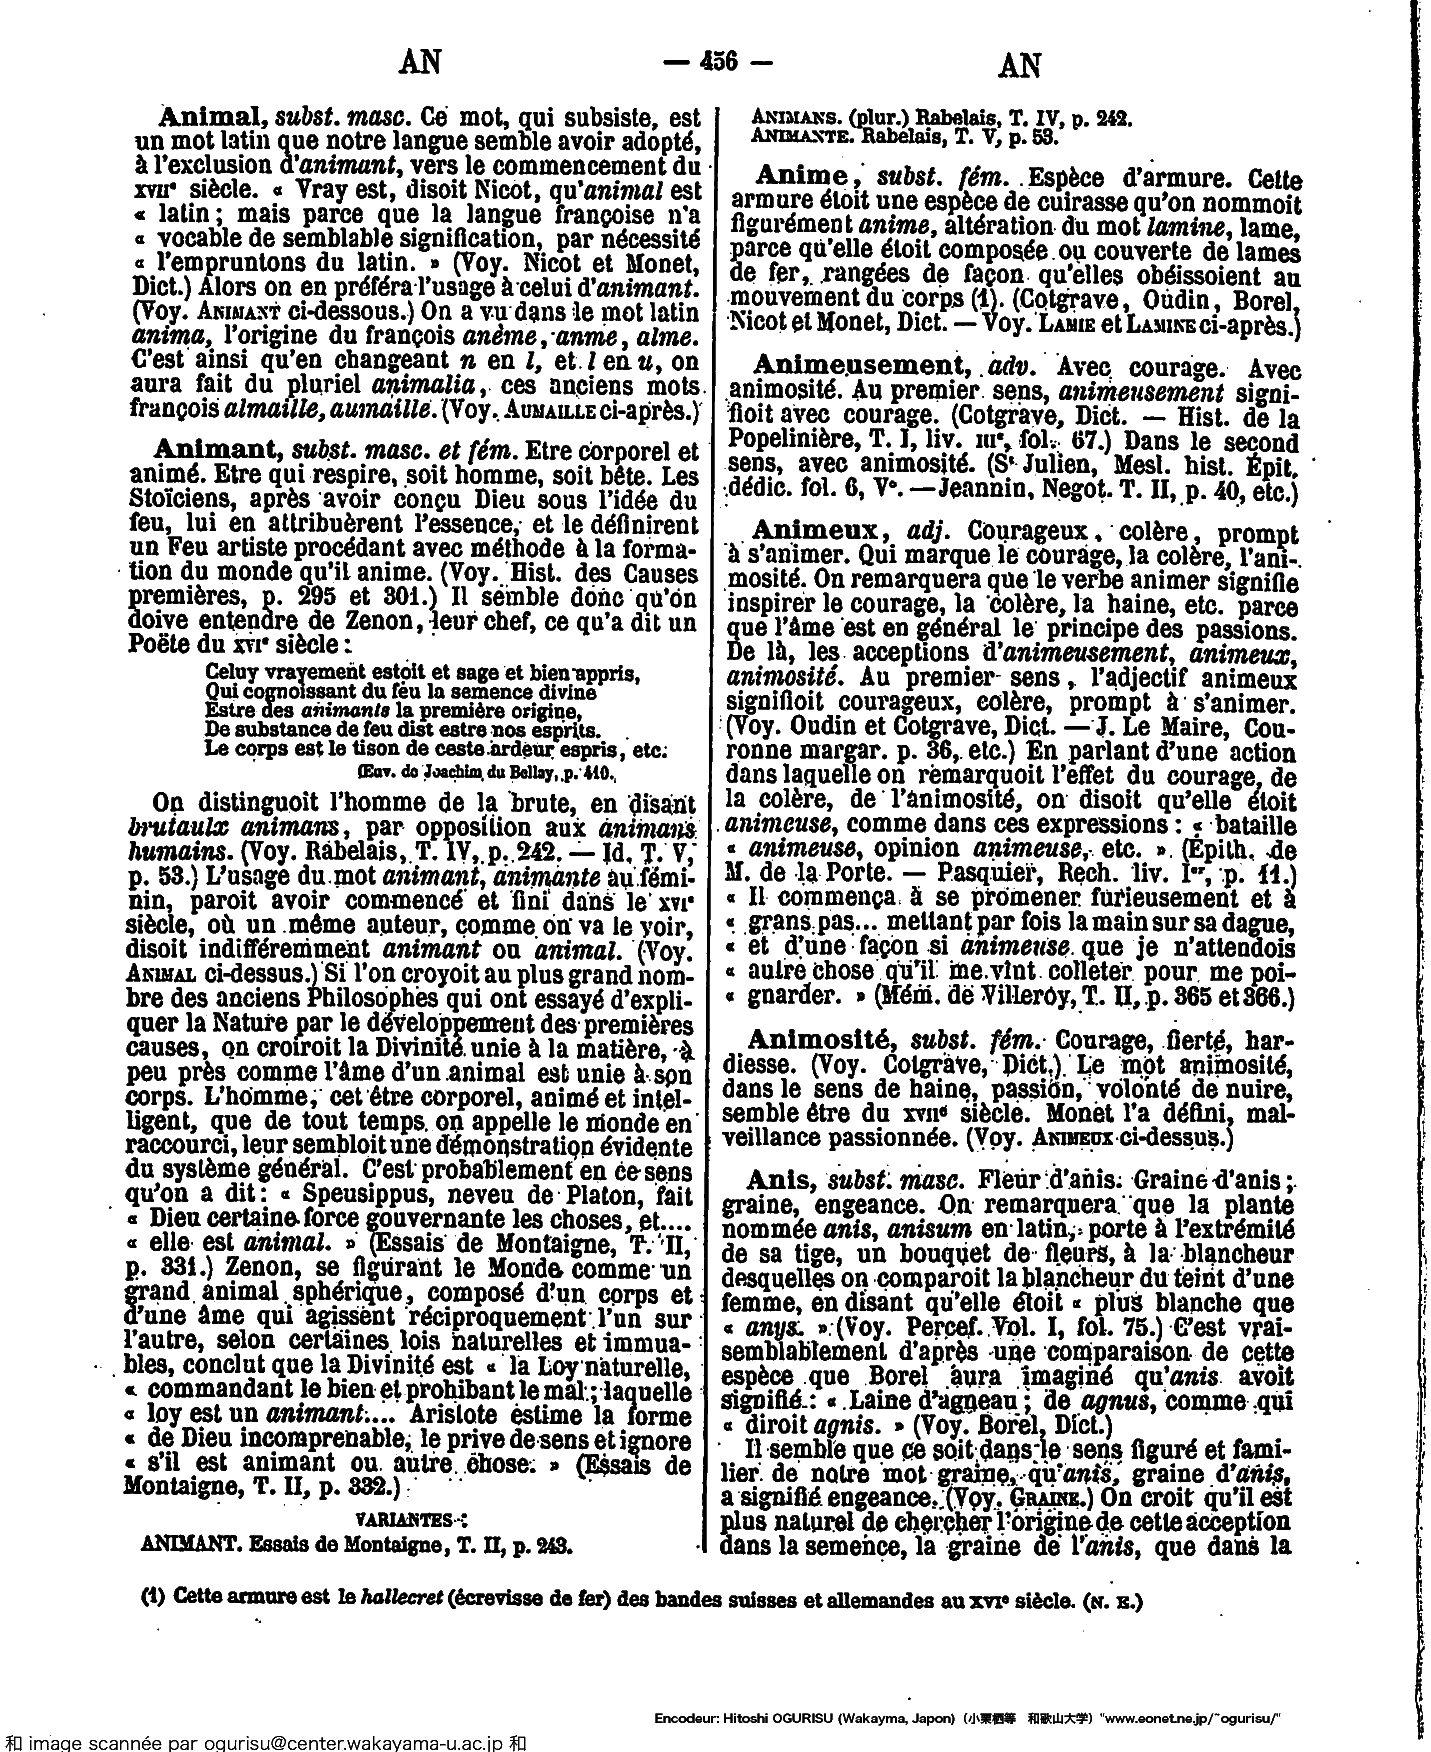 AN
— 456 —
AN
Animal, subst. masc. Ce mot, qui subsiste, est
un mot latin que notre langue semble avoir adopté,
à l'exclusion d'animant, vers le commencement du
XVIIe siècle. « Vray est, disoit Nicot, qu'animal est
« latin ; mais parce que la langue françoise n'a
« vocable de semblable signification, par nécessité
« l'empruntons du latin. » (Voy. Nicot et Monet,
Dict.) Alors on en préféra l'usage à celui d'animant.
(Voy. ANIMANT ci-dessous.) On a vu dans le mot latin
anima, l'origine du françois anême, anme, alme.
C'est ainsi qu'en changeant n en l, et l en u, on
aura fait du pluriel animalia, ces anciens mots
françois almaille, aumaille. (Voy. AUMAILLE ci-après.)
Animant, subst. masc. et fém. Etre corporel et
animé. Etre qui respire, soit homme, soit bête. Les
Stoïciens, après avoir conçu Dieu sous l'idée du
feu, lui en attribuèrent l'essence, et le définirent
un Feu artiste procédant avec méthode à la forma-
tion du monde qu'il anime. (Voy. Hist. des Causes
premières, p. 295 et 301.) Il semble donc qu'on
doive entendre de Zenon, leur chef, ce qu'a dit un
Poëte du XVIe siècle :
Celuy vrayement estoit et sage et bien appris,
Qui cognoissant du feu la semence divine
Estre des animants la première origine,
De substance de feu dist estre nos esprits.
Le corps est le tison de ceste ardeur espris, etc.
Œuv. de Joachim du Bellay, p. 410.
On distinguoit l'homme de la brute, en disant
brutaulx animans, par opposition aux animans
humains. (Voy. Rabelais, T. IV, p. 242. — Id. T. V,
p. 53.) L'usage du mot animant, animante au fémi-
nin, paroit avoir commencé et fini dans le XVIe
siècle, où un même auteur, comme on va le voir,
disoit indifféremment animant ou animal. (Voy.
ANIMAL ci-dessus.) Si l'on croyoit au plus grand nom-
bre des anciens Philosophes qui ont essayé d'expli-
quer la Nature par le développement des premières
causes, on croiroit la Divinité unie à la matière, à
peu près comme l'âme d'un animal est unie à son
corps. L'homme, cet être corporel, animé et intel-
ligent, que de tout temps on appelle le monde en
raccourci, leur sembloit une démonstration évidente
du système général. C'est probablement en ce sens
qu'on a dit : « Speusippus, neveu de Platon, fait
« Dieu certaine force gouvernante les choses, et....
« elle est animal. » (Essais de Montaigne, T. II,
p. 331.) Zenon, se figurant le Monde comme un
grand animal sphérique, composé d'un corps et
d'une âme qui agissent réciproquement l'un sur
l'autre, selon certaines lois naturelles et immua-
bles, conclut que la Divinité est « la Loy naturelle,
« commandant le bien et prohibant le mal ; laquelle
« loy est un animant.... Aristote estime la forme
« de Dieu incomprenable, le prive de sens et ignore
« s'il est animant ou autre chose. » (Essais de
Montaigne, T. II, p. 332.)
VARIANTES :
ANIMANT. Essais de Montaigne, T. II, p. 243.
ANIMANS. (plur.) Rabelais, T. IV, p. 242.
ANIMANTE. Rabelais, T. V, p. 53.
Anime, subst. fém. Espèce d'armure. Cette
armure étoit une espèce de cuirasse qu'on nommoit
figurément anime, altération du mot lamine, lame,
parce qu'elle étoit composée ou couverte de lames
de fer, rangées de façon qu'elles obéissoient au
mouvement du corps (1). (Cotgrave, Oudin, Borel,
Nicot et Monet, Dict. — Voy. LAMIE et LAMINE ci-après.)
Animeusement, adv. Avec courage. Avec
animosité. Au premier sens, animeusement signi-
fioit avec courage. (Cotgrave, Dict. — Hist. de la
Popelinière, T. I, liv. IIIe, fol. 67.) Dans le second
sens, avec animosité. (St Julien, Mesl. hist. Épit.
dédic. fol. 6, Vo. — Jeannin, Negot. T. II, p. 40, etc.)
Animeux, adj. Courageux, colère, prompt
à s'animer. Qui marque le courage, la colère, l'ani-
mosité. On remarquera que le verbe animer signifie
inspirer le courage, la colère, la haine, etc. parce
que l'âme est en général le principe des passions.
De là, les acceptions d'animeusement, animeux,
animosité. Au premier sens, l'adjectif animeux
signifioit courageux, colère, prompt à s'animer.
(Voy. Oudin et Cotgrave, Dict. — J. Le Maire, Cou-
ronne margar. p. 36, etc.) En parlant d'une action
dans laquelle on remarquoit l'effet du courage, de
la colère, de l'animosité, on disoit qu'elle étoit
animeuse, comme dans ces expressions : « bataille
« animeuse, opinion animeuse, etc. » (Epith. de
M. de la Porte. — Pasquier, Rech. liv. Ier, p. 11.)
« Il commença à se promener furieusement et à
« grans pas... mettant par fois la main sur sa dague,
« et d'une façon si animeuse que je n'attendois
« autre chose qu'il me vint colleter pour me poi-
« gnarder. » (Mém. de Villeroy, T. II, p. 365 et 366.)
Animosité, subst. fém. Courage, fierté, har-
diesse. (Voy. Cotgrave, Dict.) Le mot animosité,
dans le sens de haine, passion, volonté de nuire,
semble être du XVIIe siècle. Monet l'a défini, mal-
veillance passionnée. (Voy. ANIMEUX ci-dessus.)
Anis, subst. masc. Fleur d'anis. Graine d'anis ;
graine, engeance. On remarquera que la plante
nommée anis, anisum en latin, porte à l'extrémité
de sa tige, un bouquet de fleurs, à la blancheur
desquelles on comparoit la blancheur du teint d'une
femme, en disant qu'elle étoit « plus blanche que
« anys. » (Voy. Percef. Vol. I, fol. 75.) C'est vrai-
semblablement d'après une comparaison de cette
espèce que Borel aura imaginé qu'anis avoit
signifié : « Laine d'agneau ; de agnus, comme qui
« diroit agnis. » (Voy. Borel, Dict.)
Il semble que ce soit dans le sens figuré et fami-
lier de notre mot graine, qu'anis, graine d'anis,
a signifié engeance. (Voy. GRAINE.) On croit qu'il est
plus naturel de chercher l'origine de cette acception
dans la semence, la graine de l'anis, que dans la
(1) Cette armure est le hallecret (écrevisse de fer) des bandes suisses et allemandes au XVIe siècle. (N. E.)
Encodeur: Hitoshi OGURISU (Wakayma, Japon) (小栗栖等 和歌山大学) "www.eonet.ne.jp/~ogurisu/"
和 image scannée par ogurisu@center.wakayama-u.ac.jp 和